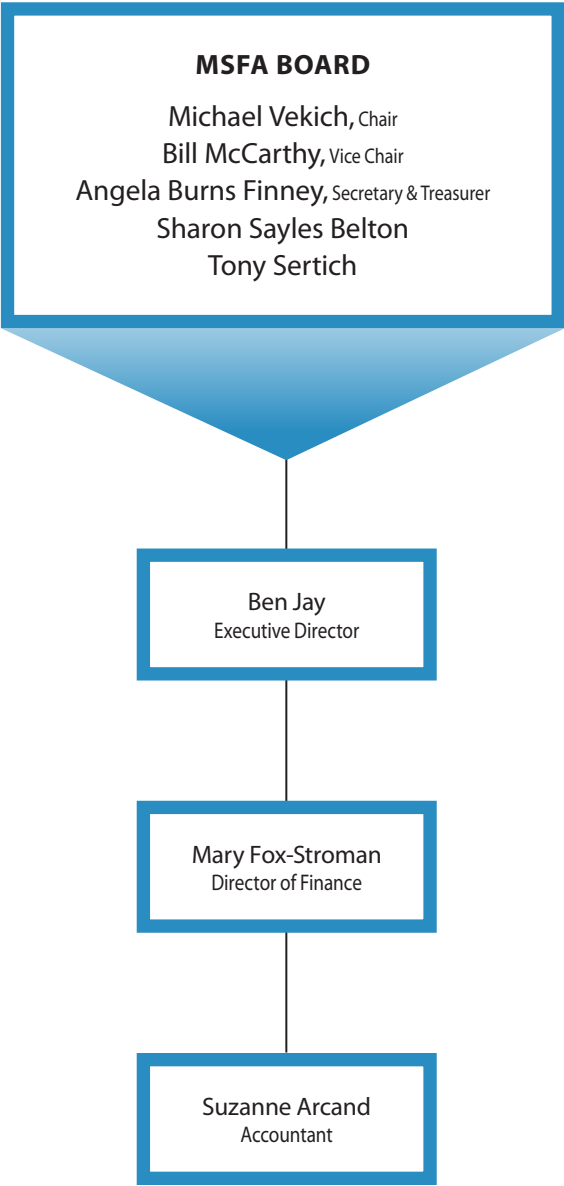 MSFA BOARD
Michael Vekich, Chair
Bill McCarthy, Vice Chair
Angela Burns Finney, Secretary & Treasurer
Sharon Sayles Belton
Tony Sertich
Ben Jay
Executive Director
Mary Fox-Stroman
Director of Finance
Suzanne Arcand
Accountant